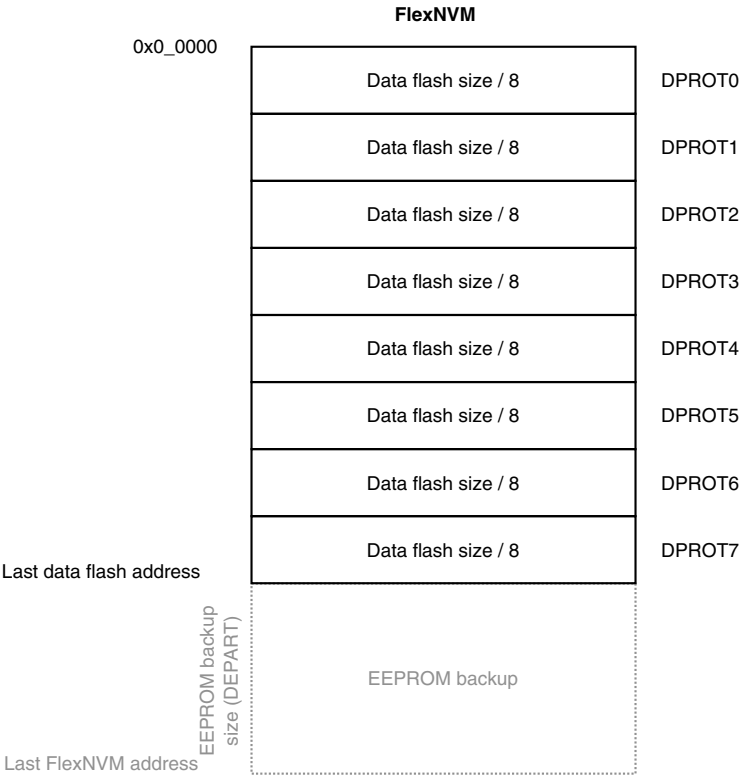 FlexNVM
0x0_0000
Data flash size / 8 DPROT0
Data flash size / 8 DPROT1
Data flash size / 8 DPROT2
Data flash size / 8 DPROT3
Data flash size / 8 DPROT4
Data flash size / 8 DPROT5
Data flash size / 8 DPROT6
Data flash size / 8 DPROT7
Last data flash address
EEPROM backup
size (DEPART)
EEPROM backup
Last FlexNVM address